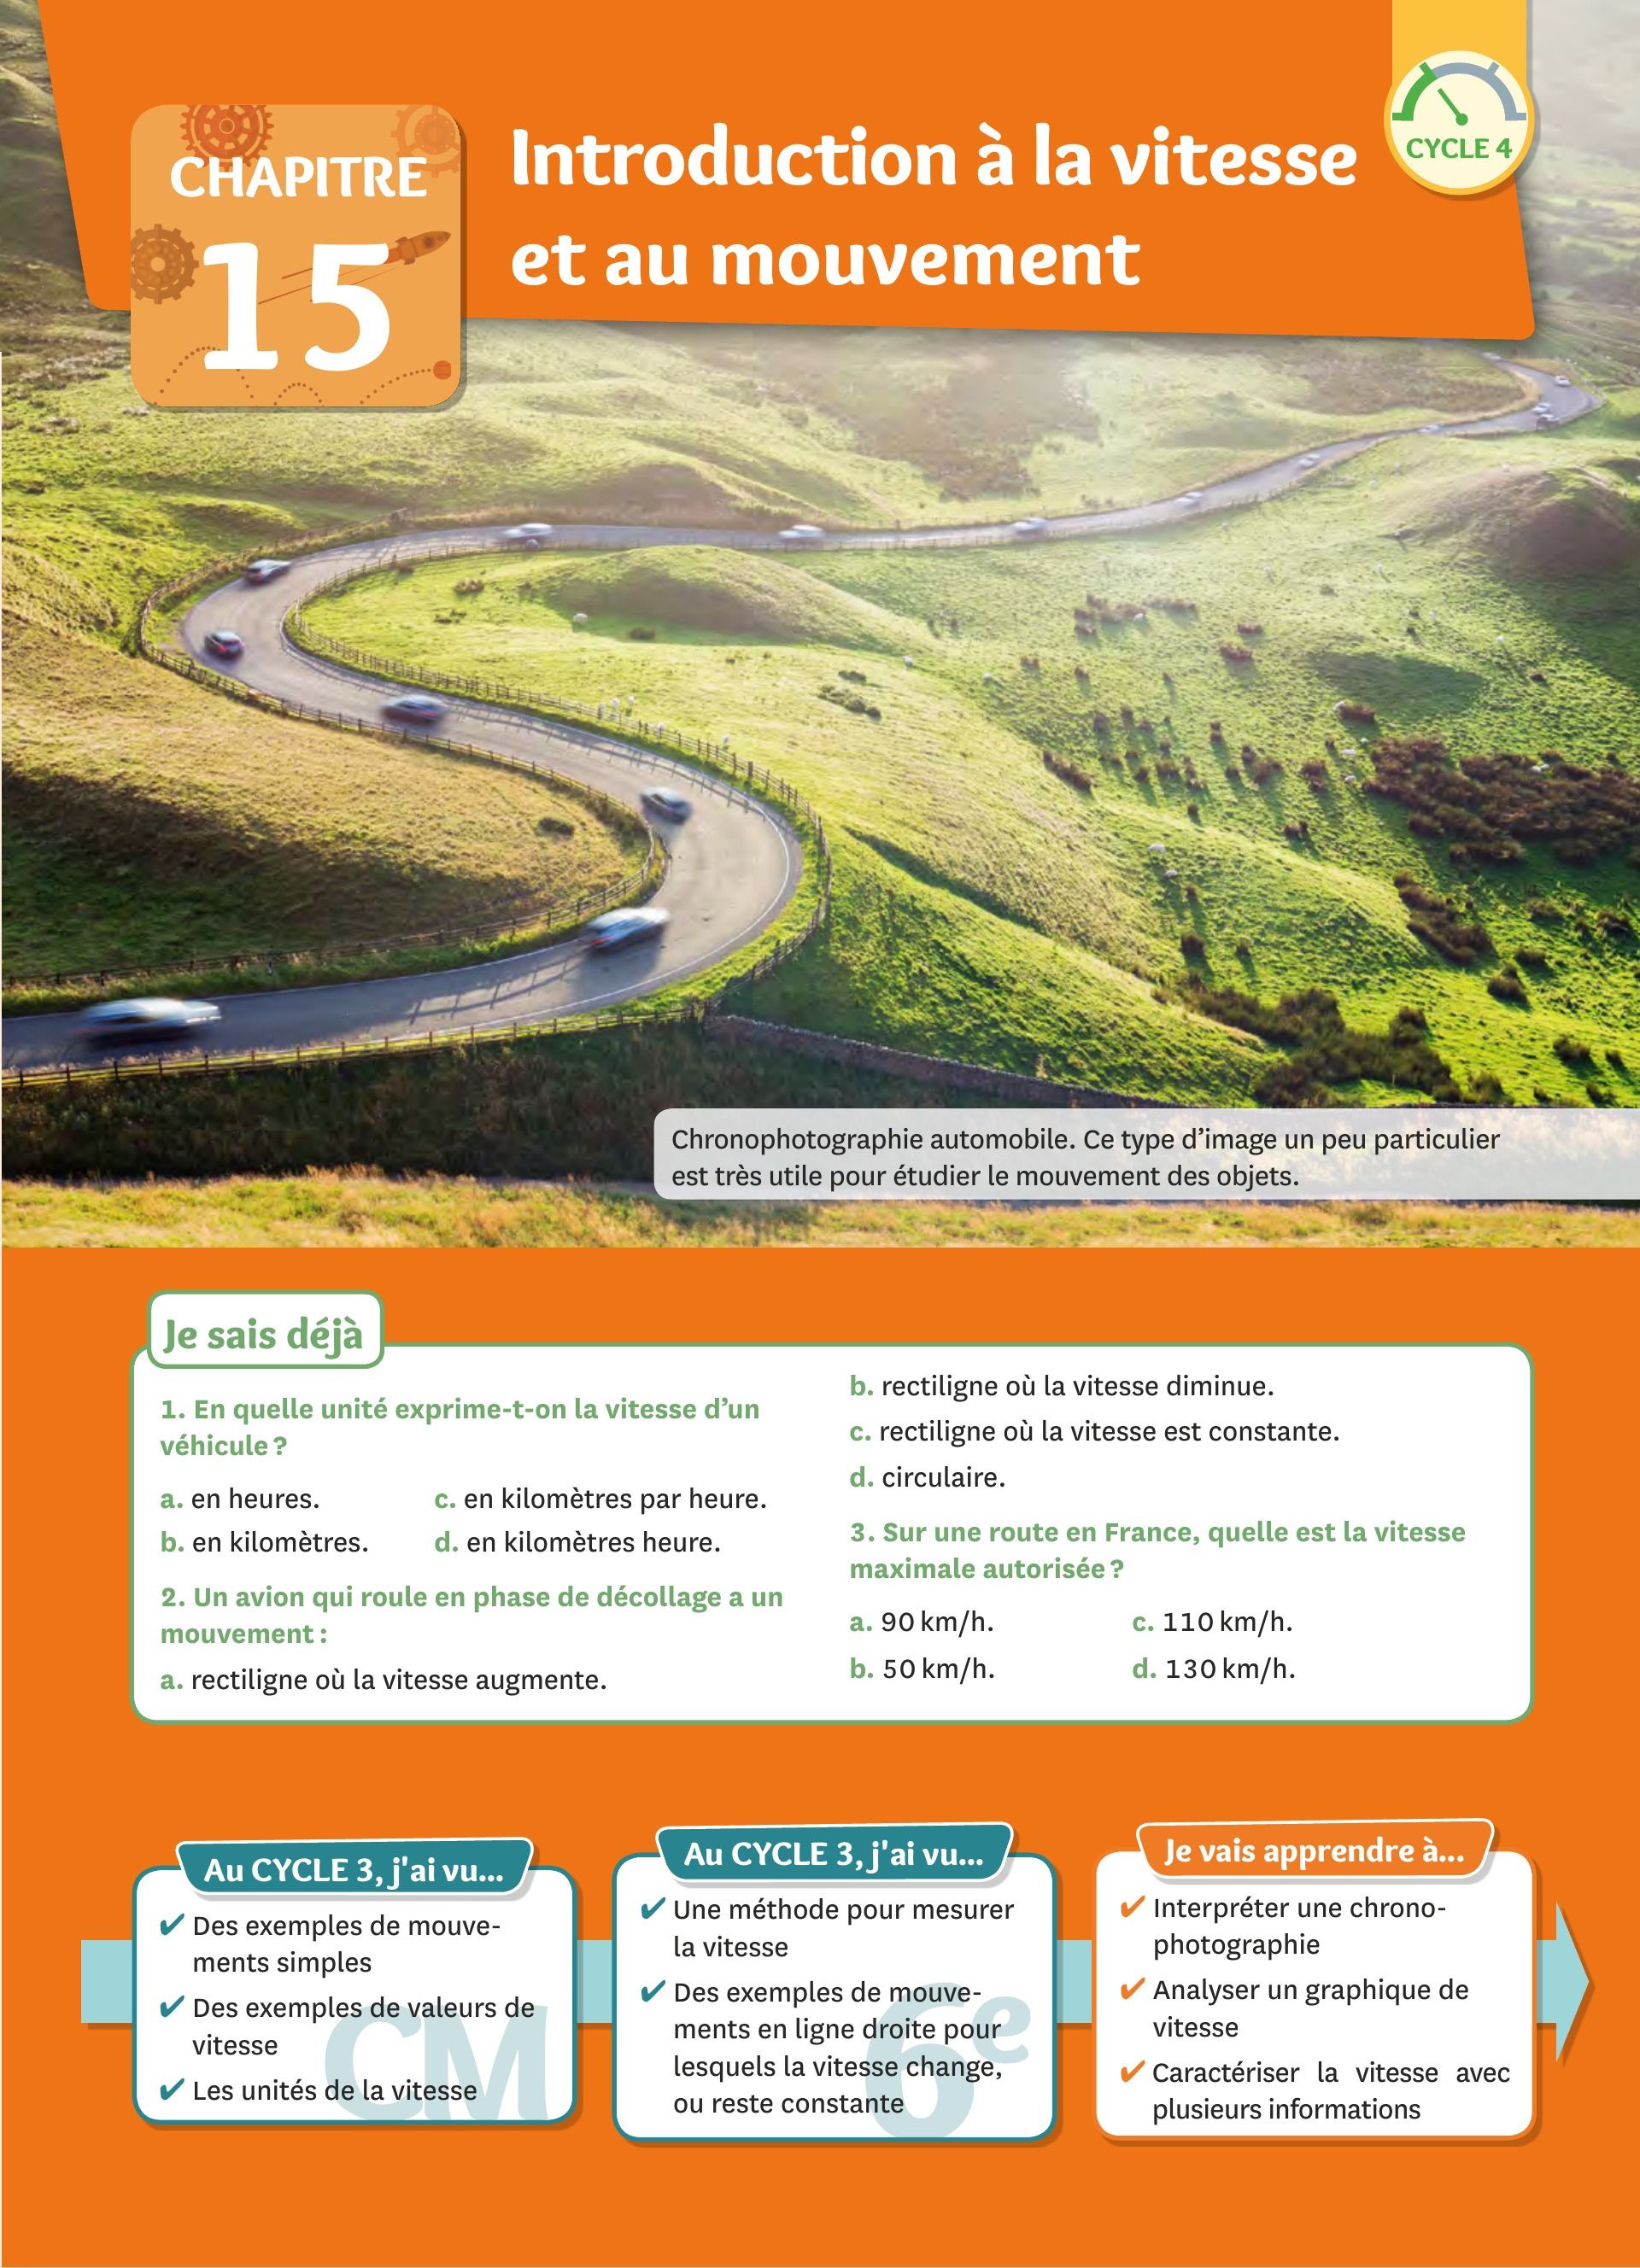 CHAPITRE
15
Introduction à la vitesse
et au mouvement
CYCLE 4
Chronophotographie automobile. Ce type d’image un peu particulier
est très utile pour étudier le mouvement des objets.
Je sais déjà
1. En quelle unité exprime-t-on la vitesse d’un
véhicule ?
a. en heures.
c. en kilomètres par heure.
b. en kilomètres.
d. en kilomètres heure.
2. Un avion qui roule en phase de décollage a un
mouvement :
a. rectiligne où la vitesse augmente.
b. rectiligne où la vitesse diminue.
c. rectiligne où la vitesse est constante.
d. circulaire.
3. Sur une route en France, quelle est la vitesse
maximale autorisée ?
a. 90 km/h.
c. 110 km/h.
b. 50 km/h.
d. 130 km/h.
Au CYCLE 3, j'ai vu...
✔ Des exemples de mouve-
ments simples
✔ Des exemples de valeurs de
vitesse
✔ Les unités de la vitesse
CM
Au CYCLE 3, j'ai vu...
✔ Une méthode pour mesurer
la vitesse
✔ Des exemples de mouve-
ments en ligne droite pour
lesquels la vitesse change,
ou reste constante
6e
Je vais apprendre à...
✔ Interpréter une chrono-
photographie
✔ Analyser un graphique de
vitesse
✔ Caractériser la vitesse avec
plusieurs informations